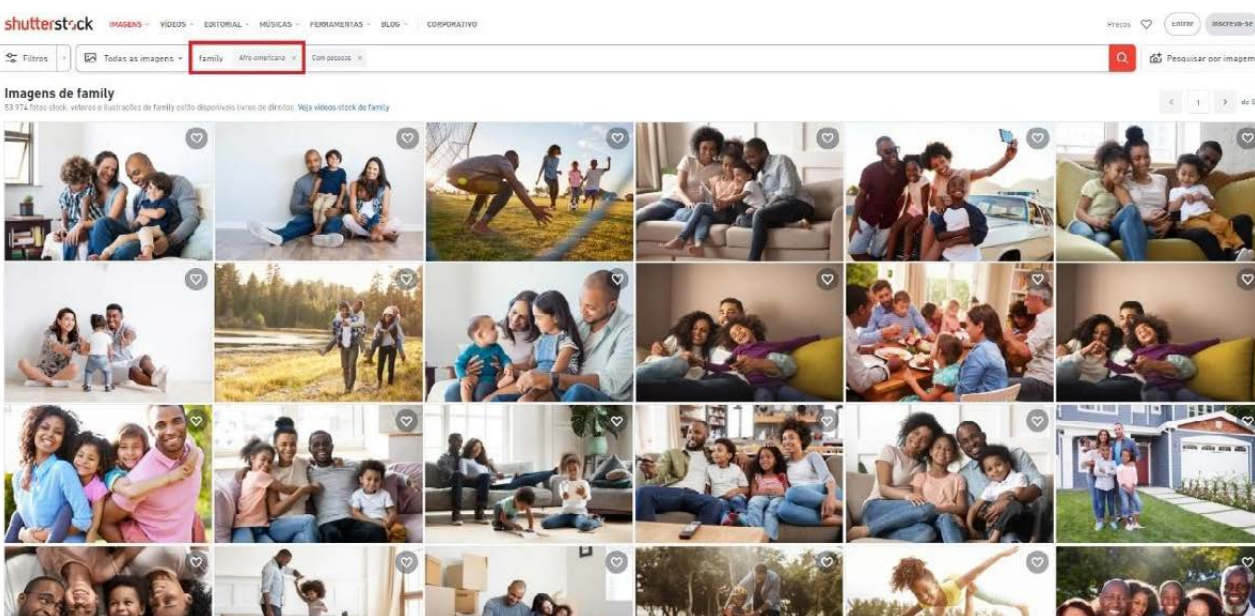 shutterstock IMAGENS VÍDEOS EDITORIAL MÚSICAS FERRAMENTAS BLOG CORPORATIVO Preços Entrar Inscreva-se
Filtros Todas as imagens family Afro-americana × Com pessoas × Pesquisar por imagem
Imagens de family
53.974 fotos stock, vetores e ilustrações de family estão disponíveis livres de direitos. Veja vídeos stock de family
1 de